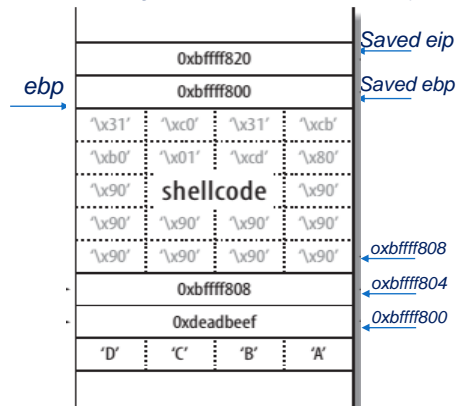 Saved eip
0xbffff820
ebp
0xbffff800
Saved ebp
'\x31' '\xc0' '\x31' '\xcb'
'\xb0' '\x01' '\xcd' '\x80'
'\x90' shellcode '\x90'
'\x90' '\x90' '\x90' '\x90'
'\x90' '\x90' '\x90' '\x90'
oxbffff808
0xbffff808
oxbffff804
0xdeadbeef
0xbffff800
'D' 'C' 'B' 'A'